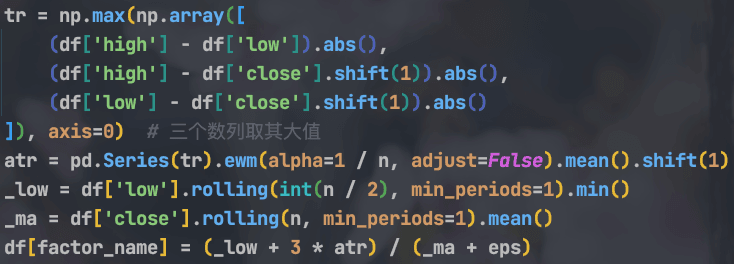 tr = np.max(np.array([
    (df['high'] - df['low']).abs(),
    (df['high'] - df['close'].shift(1)).abs(),
    (df['low'] - df['close'].shift(1)).abs()
]), axis=0)  # 三个数列取其大值
atr = pd.Series(tr).ewm(alpha=1 / n, adjust=False).mean().shift(1)
_low = df['low'].rolling(int(n / 2), min_periods=1).min()
_ma = df['close'].rolling(n, min_periods=1).mean()
df[factor_name] = (_low + 3 * atr) / (_ma + eps)